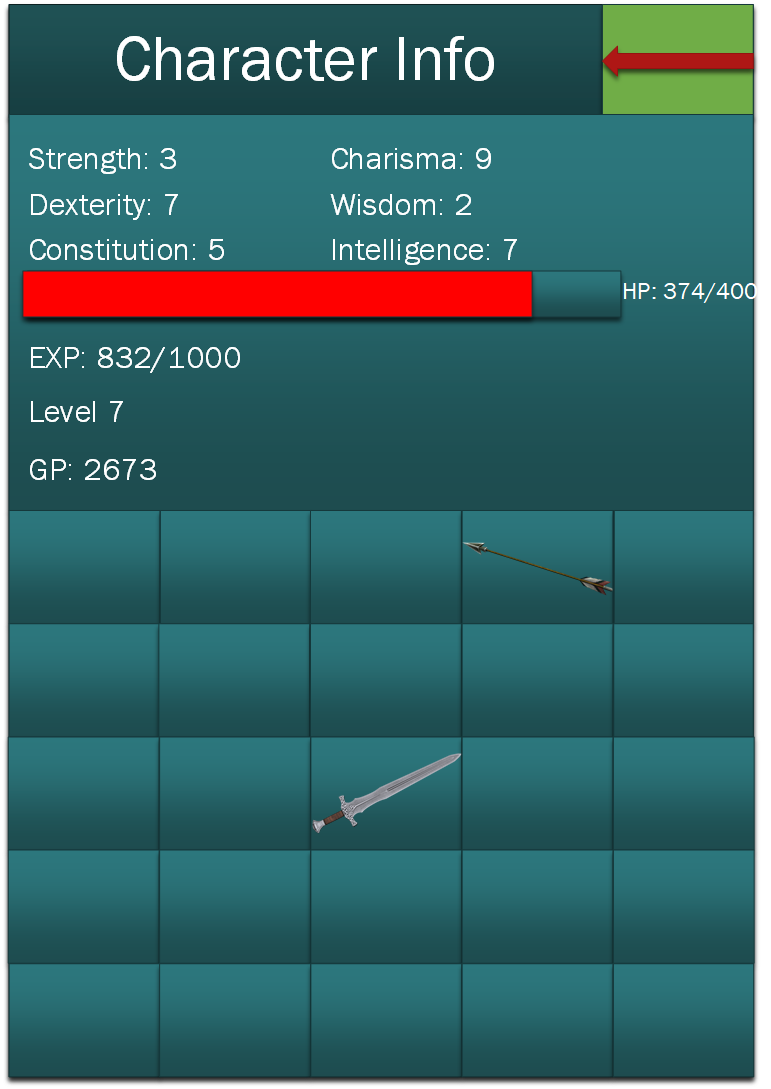 Character Info
Strength: 3
Charisma: 9
Dexterity: 7
Wisdom: 2
Constitution: 5
Intelligence: 7
HP: 374/400
EXP: 832/1000
Level 7
GP: 2673